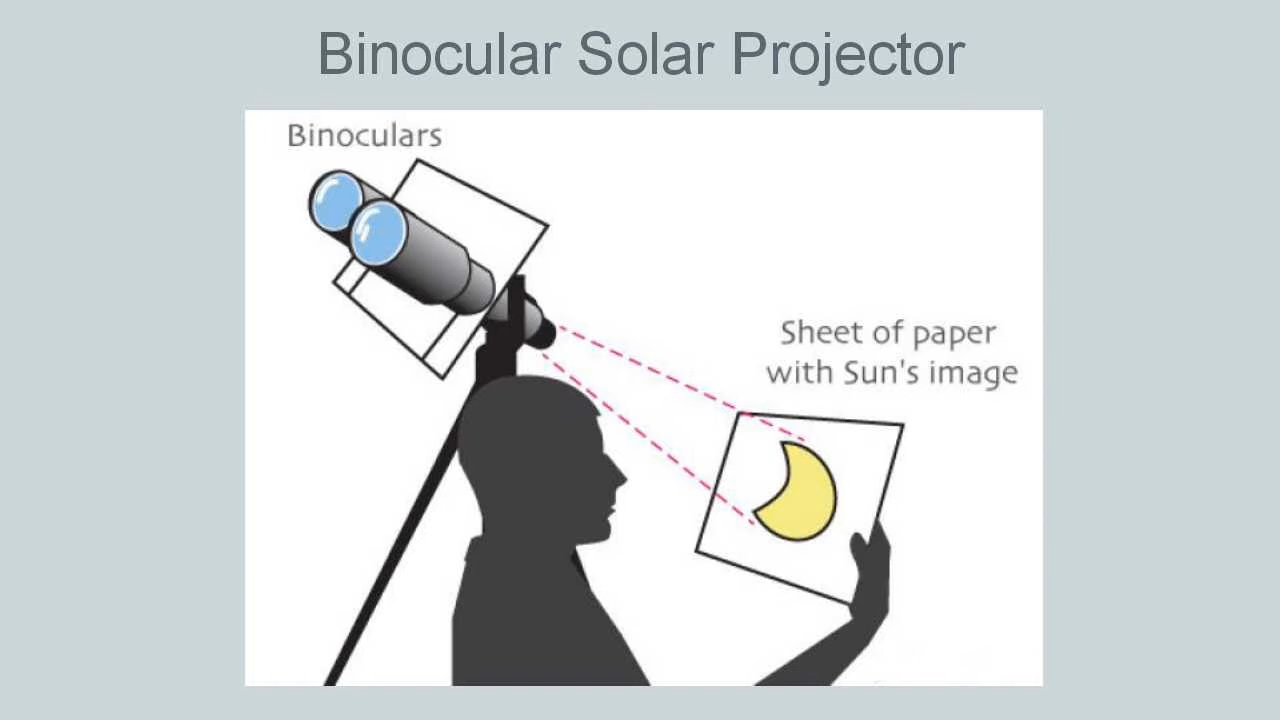 Binocular Solar Projector
Binoculars
Sheet of paper
with Sun's image